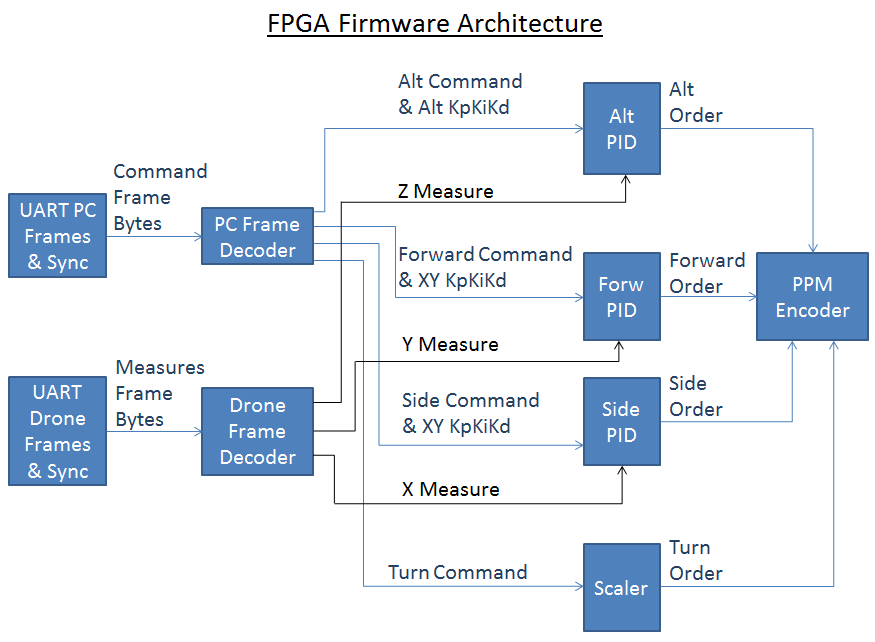 FPGA Firmware Architecture
Alt Command
& Alt KpKiKd
Alt
PID
Alt
Order
Command
Frame
Bytes
UART PC
Frames
& Sync
PC Frame
Decoder
Z Measure
Forward Command
& XY KpKiKd
Forw
PID
Forward
Order
PPM
Encoder
Y Measure
Measures
Frame
Bytes
UART
Drone
Frames
& Sync
Drone
Frame
Decoder
Side Command
& XY KpKiKd
Side
PID
Side
Order
X Measure
Turn Command
Scaler
Turn
Order